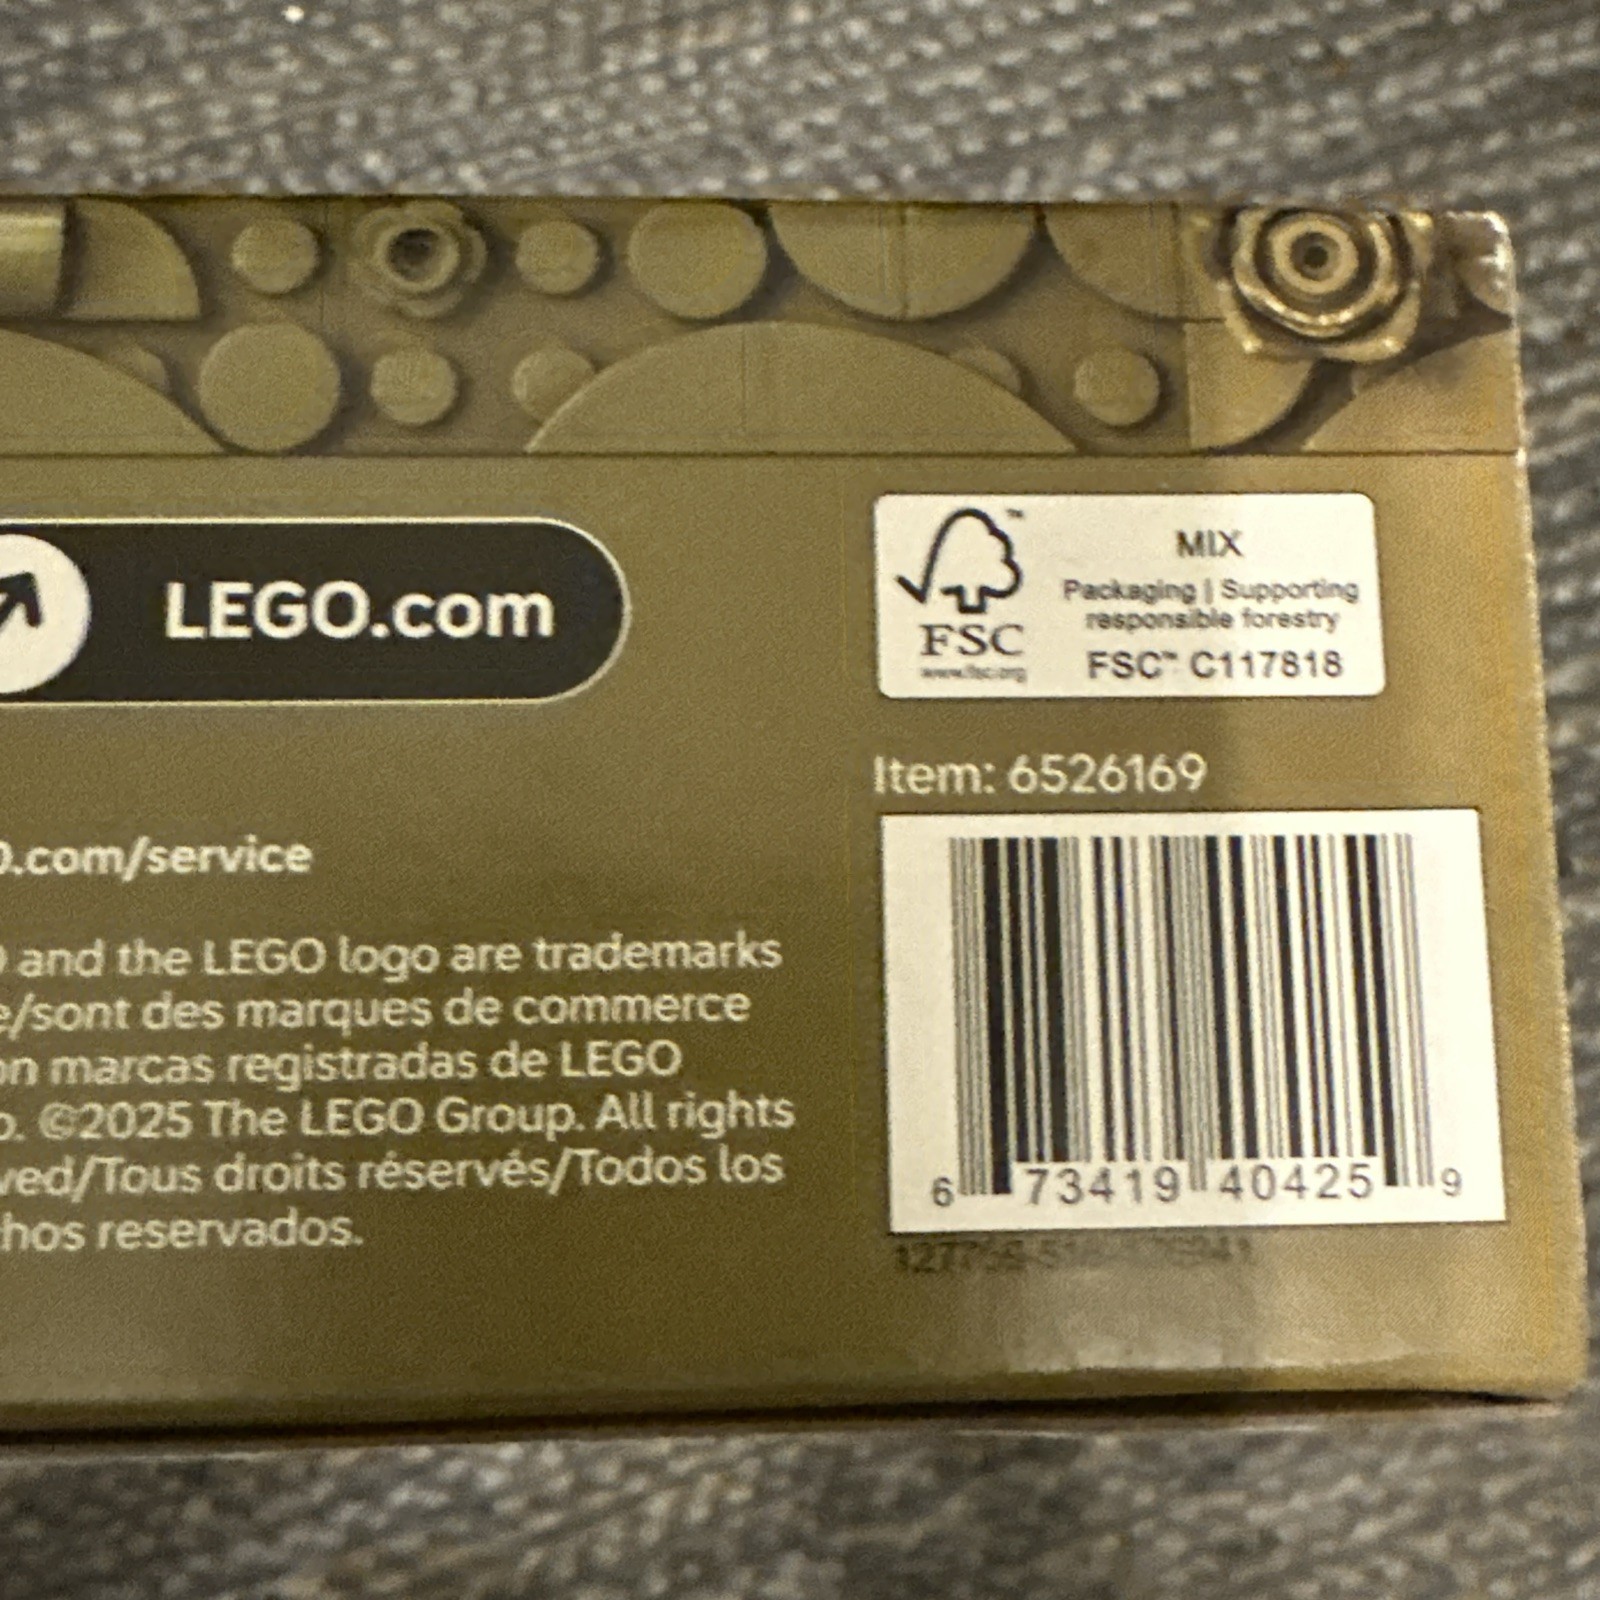 LEGO.com
™
MIX
Packaging | Supporting
responsible forestry
FSC
www.fsc.org
FSC™ C117818
Item: 6526169
.com/service
and the LEGO logo are trademarks
e/sont des marques de commerce
on marcas registradas de LEGO
. ©2025 The LEGO Group. All rights
ved/Tous droits réservés/Todos los
chos reservados.
6 73419 40425 9